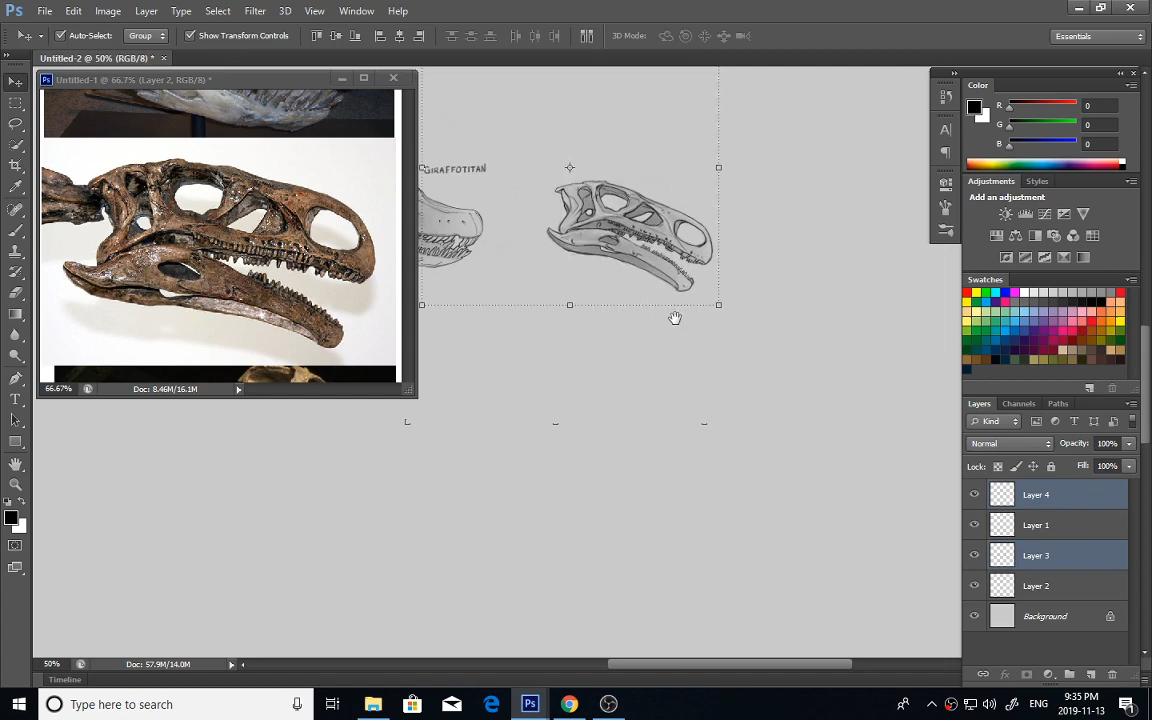 Ps File Edit Image Layer Type Select Filter 3D View Window Help
Auto-Select: Group Show Transform Controls 3D Mode: Essentials
Untitled-2 @ 50% (RGB/8) * ×
Ps Untitled-1 @ 66.7% (Layer 2, RGB/8) *
GIRAFFOTITAN
66.67% Doc: 8.46M/16.1M
Color
R 0
G 0
B 0
Adjustments Styles
Add an adjustment
Swatches
Layers Channels Paths
Kind
Normal Opacity: 100%
Lock: Fill: 100%
Layer 4
Layer 1
Layer 3
Layer 2
Background
50% Doc: 57.9M/14.0M
Timeline
Type here to search
ENG
9:35 PM
2019-11-13
1